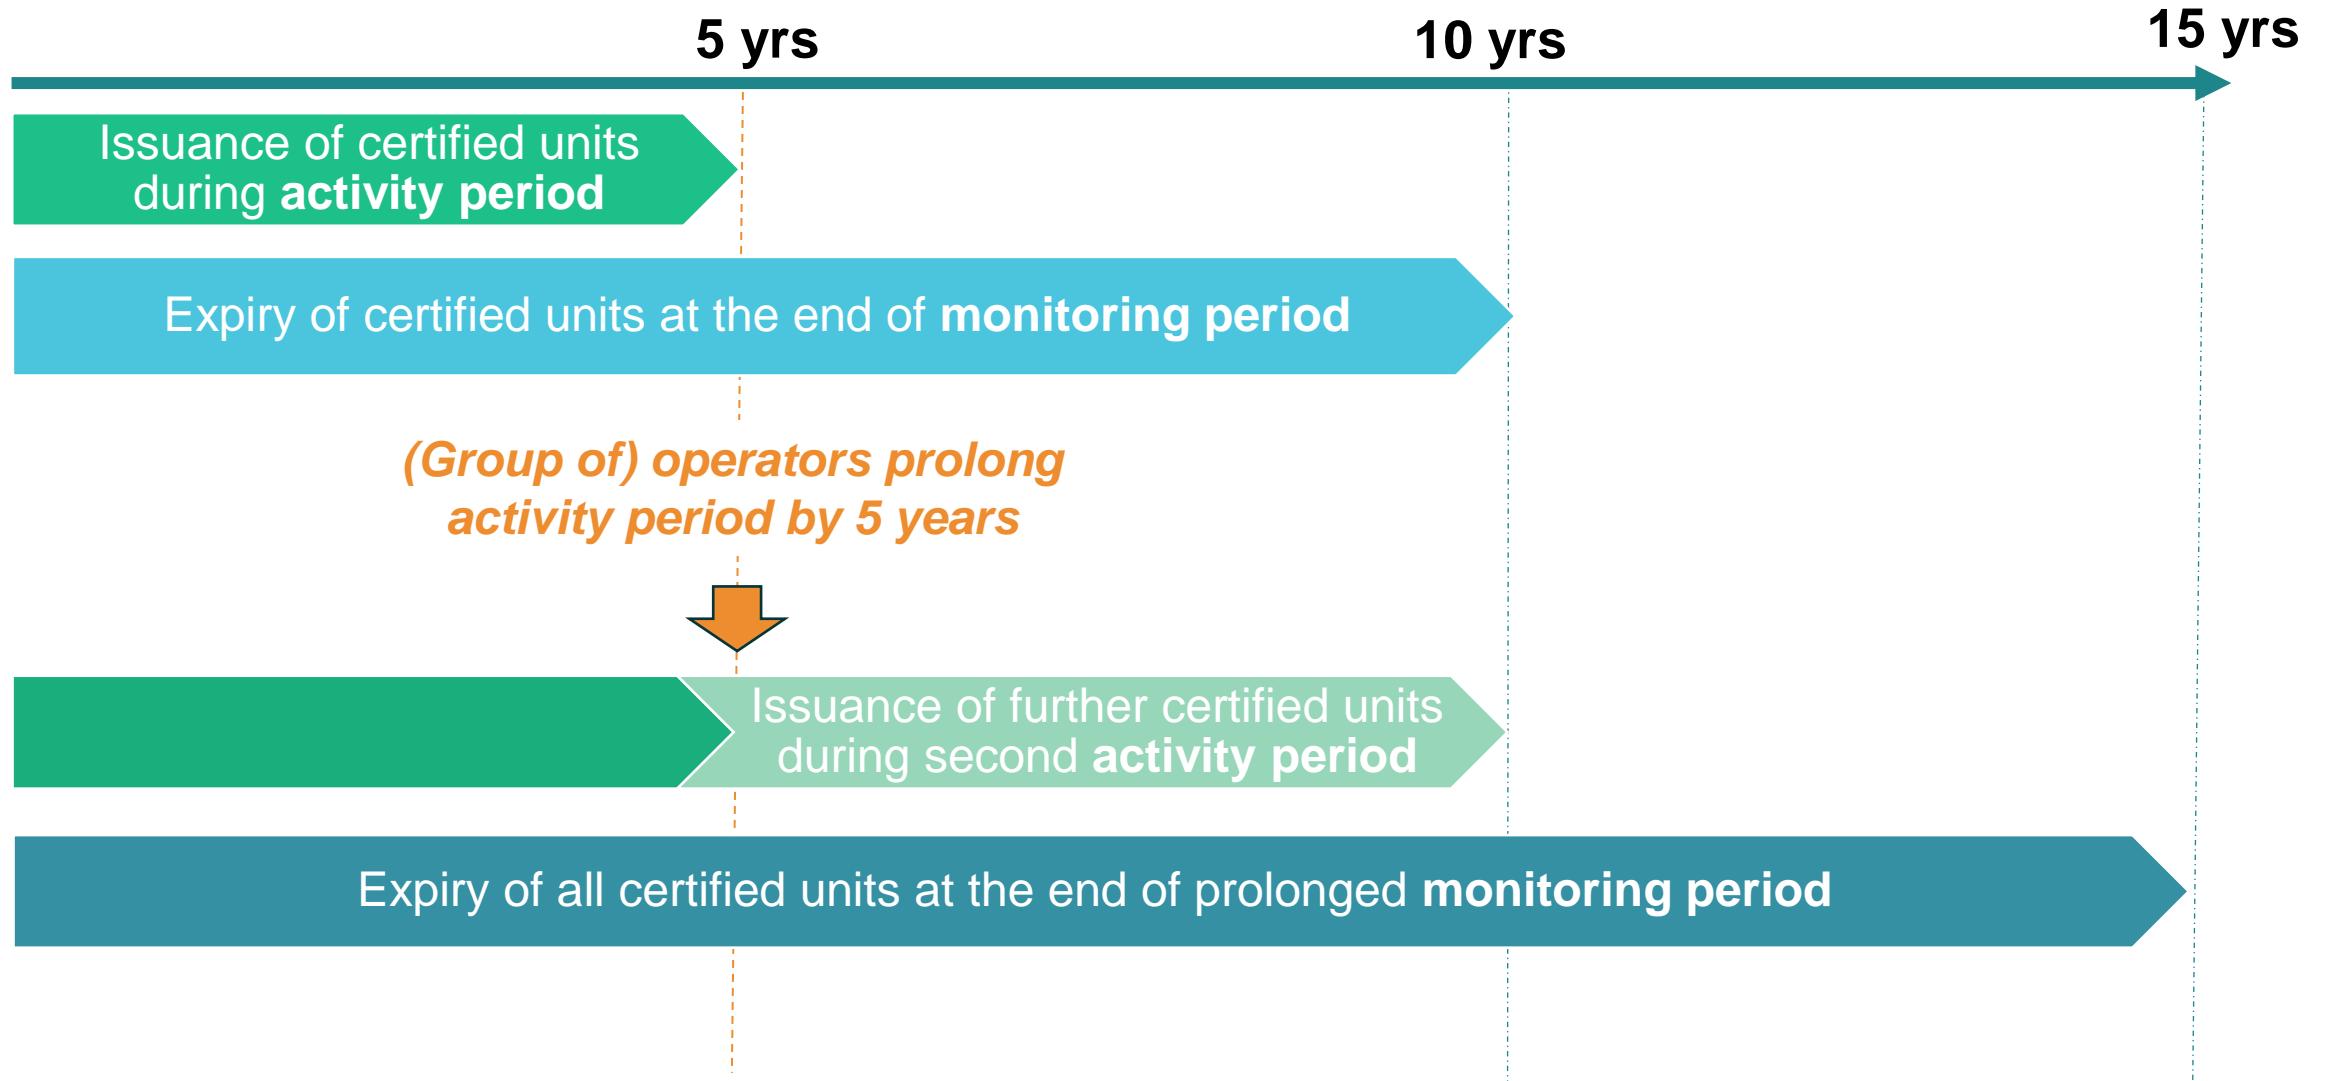 5 yrs
10 yrs
15 yrs
Issuance of certified units
during activity period
Expiry of certified units at the end of monitoring period
(Group of) operators prolong
activity period by 5 years
Issuance of further certified units
during second activity period
Expiry of all certified units at the end of prolonged monitoring period